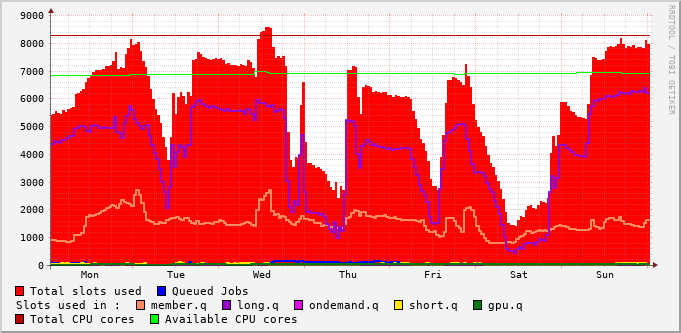 9000
8000
7000
6000
5000
4000
3000
2000
1000
0
Mon Tue Wed Thu Fri Sat Sun
RRDTOOL / TOBI OETIKER
Total slots used Queued Jobs
Slots used in : member.q long.q ondemand.q short.q gpu.q
Total CPU cores Available CPU cores